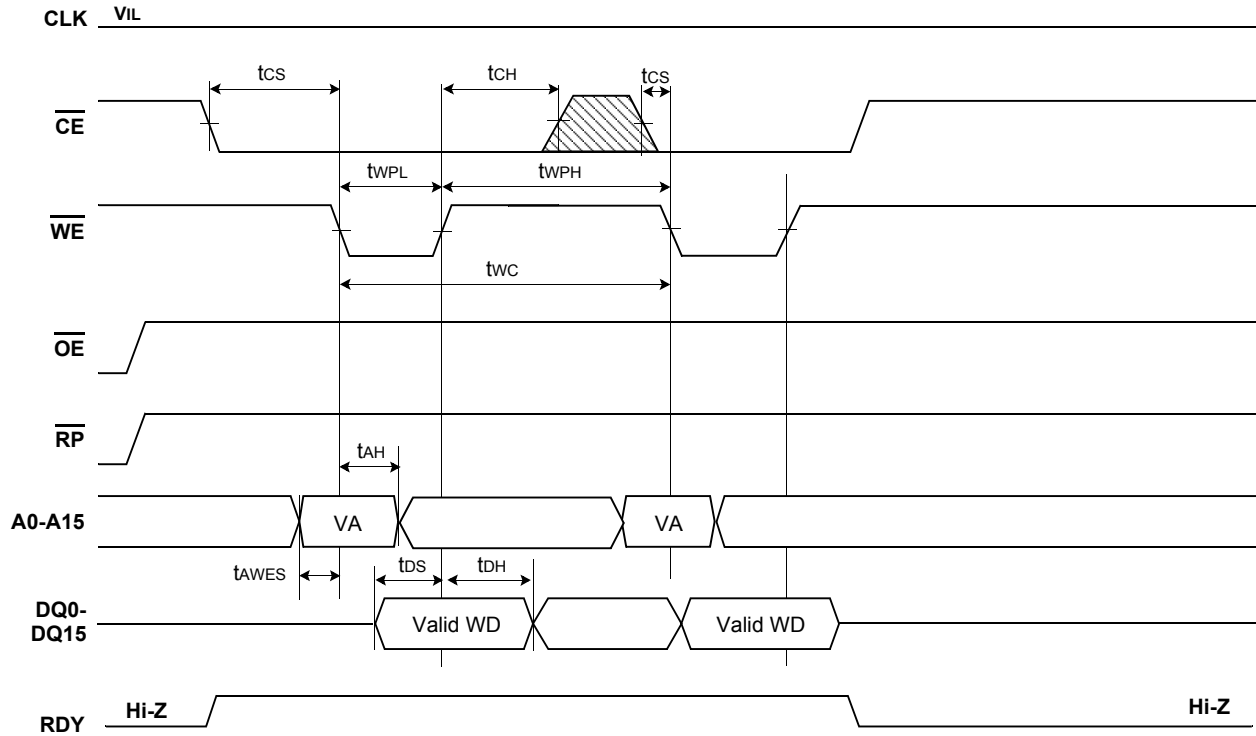 CLK VIL
tCS tCH tCS
CE
tWPL tWPH
WE
tWC
OE
RP
tAH
A0-A15 VA VA
tAWES tDS tDH
DQ0-
DQ15 Valid WD Valid WD
Hi-Z Hi-Z
RDY